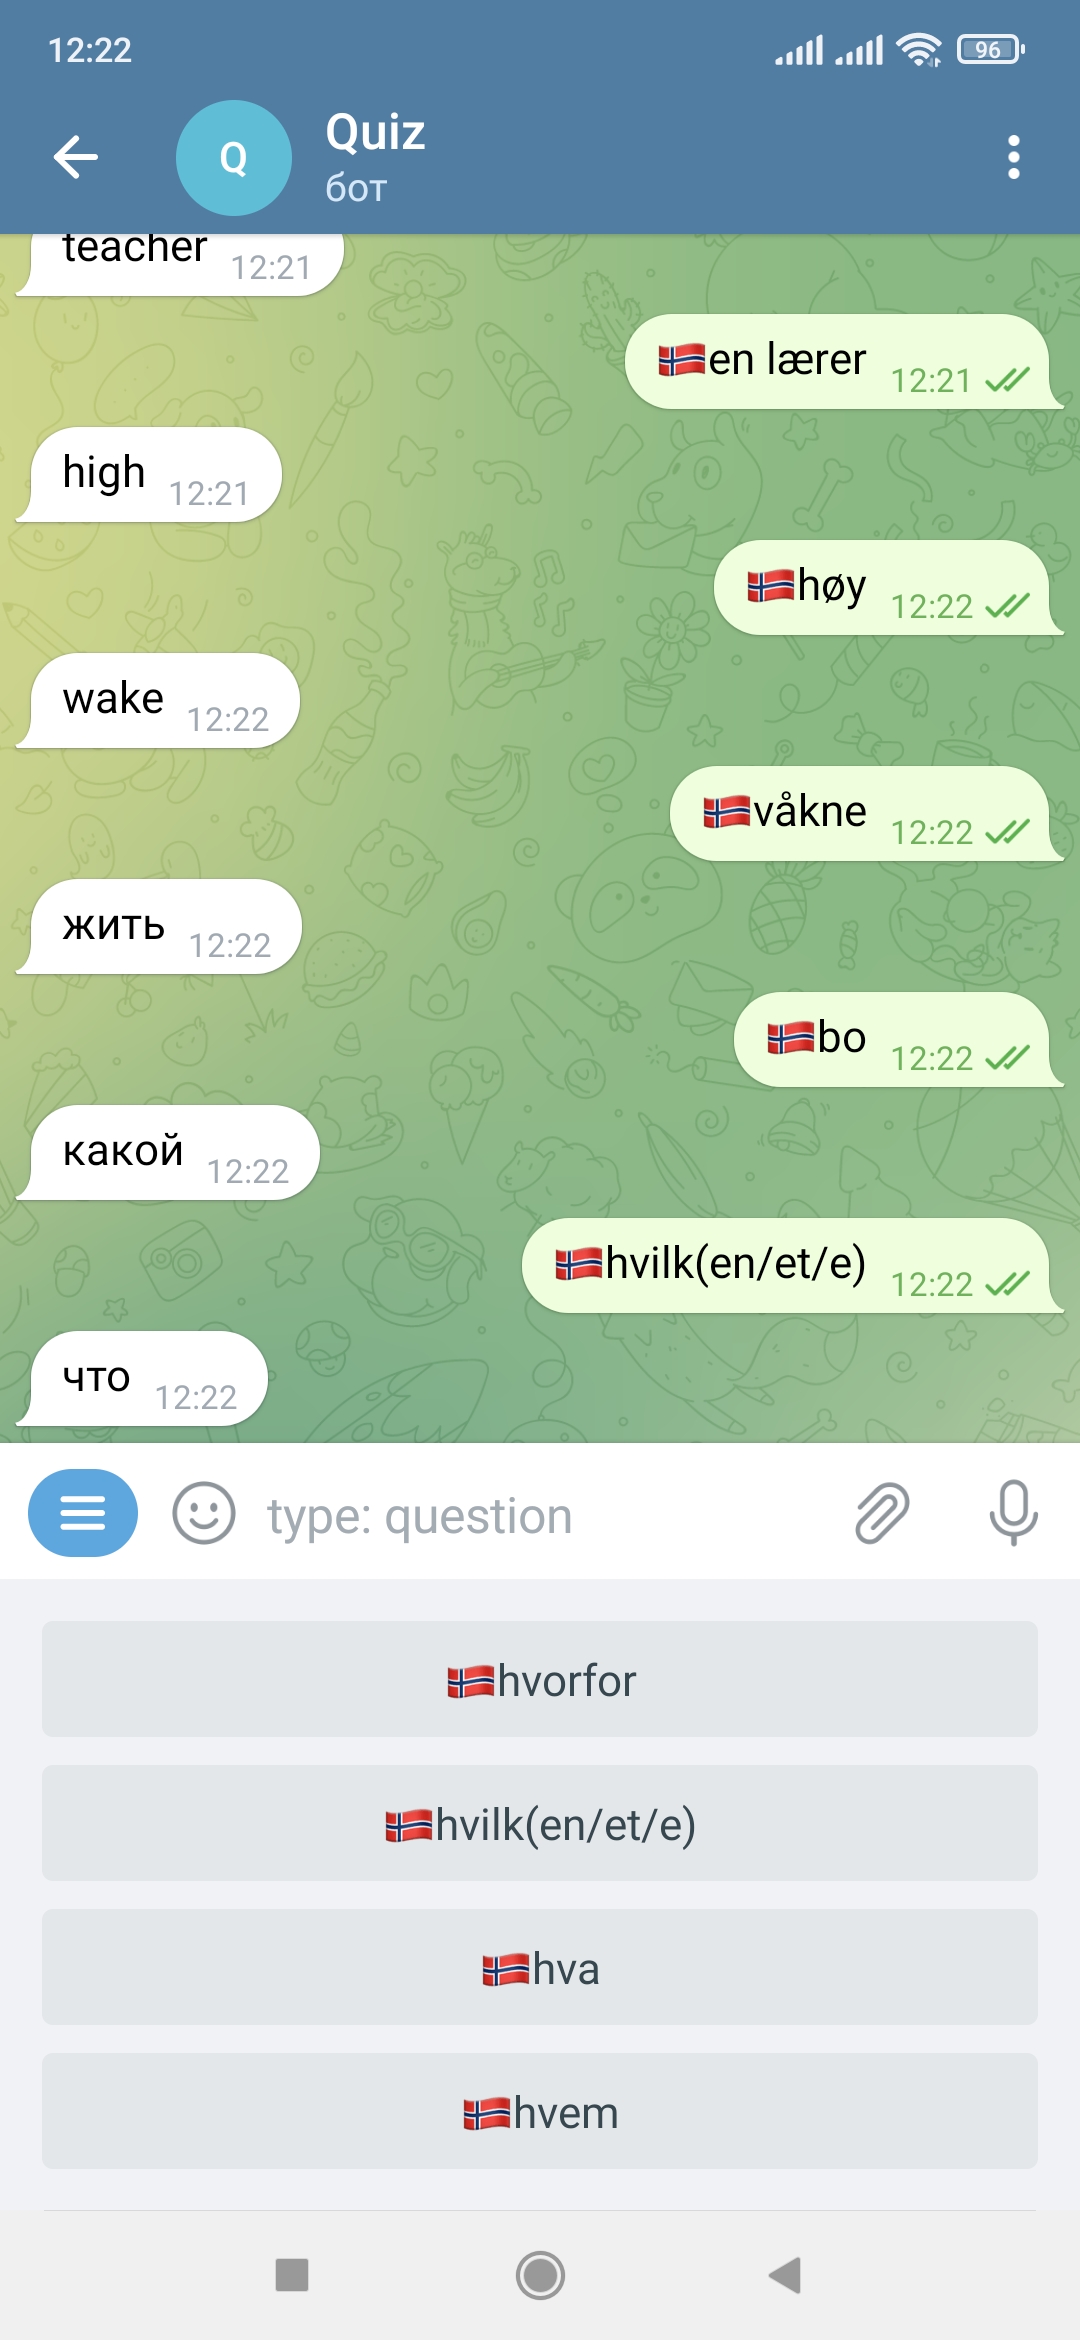 12:22
96
Q
Quiz
бот
teacher 12:21
🇳🇴en lærer 12:21
high 12:21
🇳🇴høy 12:22
wake 12:22
🇳🇴våkne 12:22
жить 12:22
🇳🇴bo 12:22
какой 12:22
🇳🇴hvilk(en/et/e) 12:22
что 12:22
type: question
🇳🇴hvorfor
🇳🇴hvilk(en/et/e)
🇳🇴hva
🇳🇴hvem